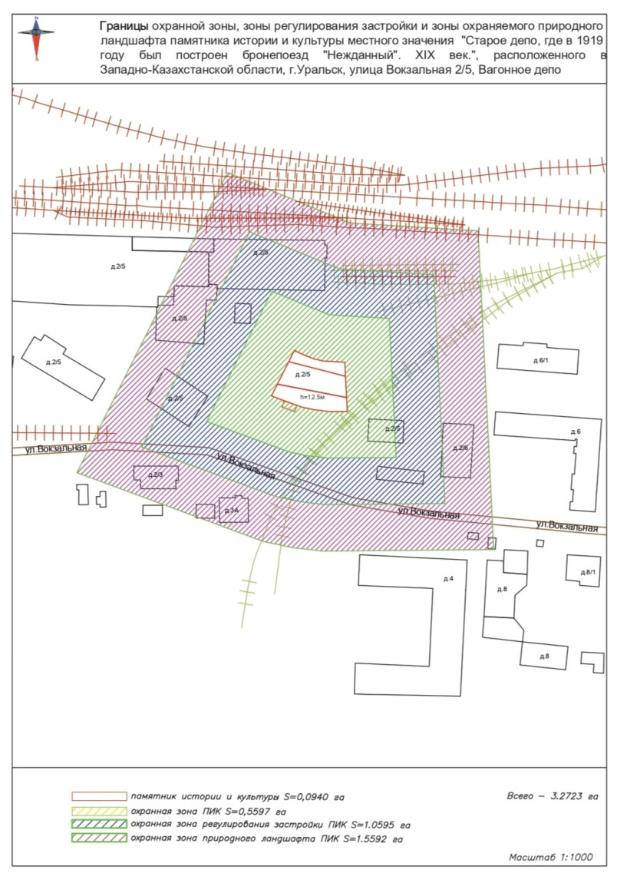 Границы охранной зоны, зоны регулирования застройки и зоны охраняемого природного
ландшафта памятника истории и культуры местного значения "Старое депо, где в 1919
году был построен бронепоезд "Нежданный". XIX век.", расположенного в
Западно-Казахстанской области, г.Уральск, улица Вокзальная 2/5, Вагонное депо
д.2/5
д.2/5
д.2/5
д.2/5
д.2/5
д.6/1
h=12.5м
д.2/5
д.2/5
д.6
д.2/6
ул.Вокзальная
ул.Вокзальная
д.2/3
д.3А
ул.Вокзальная
ул.Вокзальная
д.4
д.8
д.8/1
д.8
памятник истории и культуры S=0,0940 га
Всего – 3.2723 га
охранная зона ПИК S=0,5597 га
охранная зона регулирования застройки ПИК S=1.0595 га
охранная зона природного ландшафта ПИК S=1.5592 га
Масштаб 1:1000